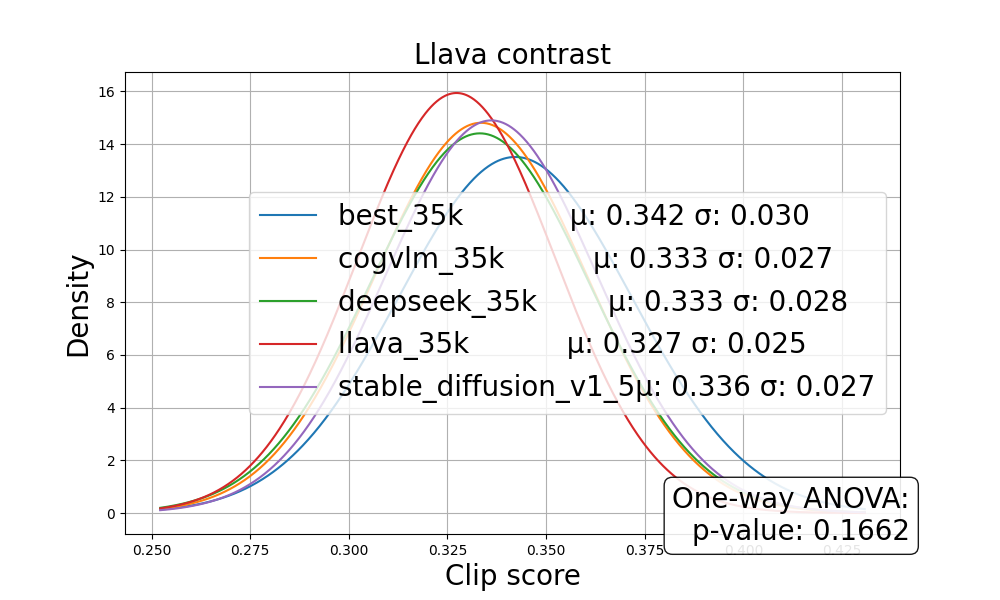 Llava contrast
Density
16
14
12
10
8
6
4
2
0
best_35k μ: 0.342 σ: 0.030
cogvlm_35k μ: 0.333 σ: 0.027
deepseek_35k μ: 0.333 σ: 0.028
llava_35k μ: 0.327 σ: 0.025
stable_diffusion_v1_5μ: 0.336 σ: 0.027
One-way ANOVA:
p-value: 0.1662
0.250 0.275 0.300 0.325 0.350 0.375 0.400 0.425
Clip score